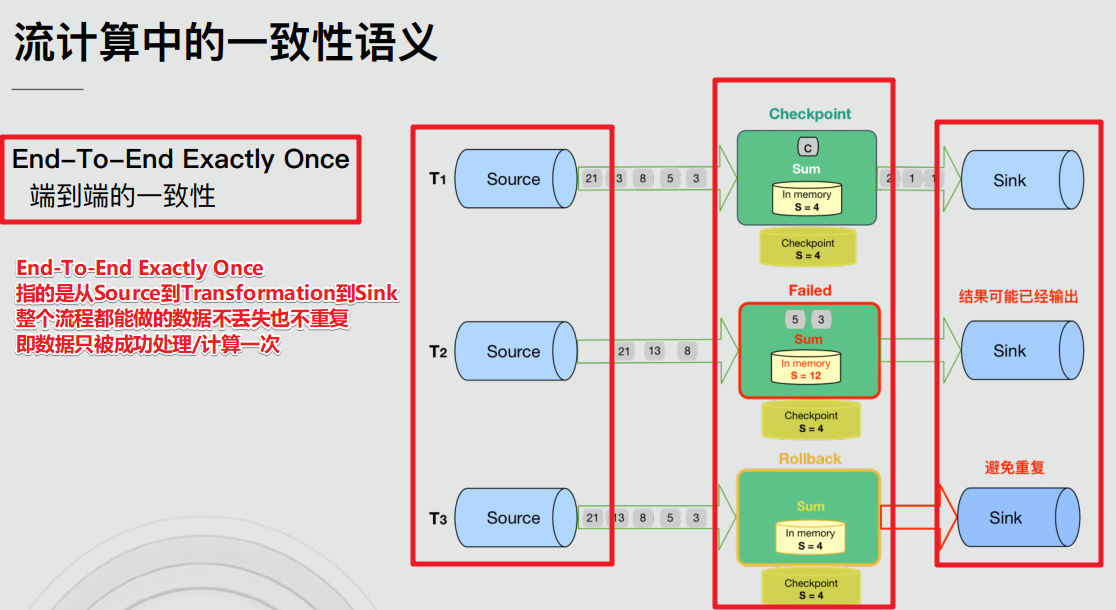 流计算中的一致性语义
End-To-End Exactly Once
端到端的一致性
End-To-End Exactly Once
指的是从Source到Transformation到Sink
整个流程都能做的数据不丢失也不重复
即数据只被成功处理/计算一次
Checkpoint
T1 Source 21 3 8 5 3 C 2 1 1 Sink
Sum
In memory
S = 4
Checkpoint
S = 4
Failed
结果可能已经输出
T2 Source 21 13 8 5 3 Sink
Sum
In memory
S = 12
Checkpoint
S = 4
Rollback
避免重复
T3 Source 21 13 8 5 3 Sink
Sum
In memory
S = 4
Checkpoint
S = 4